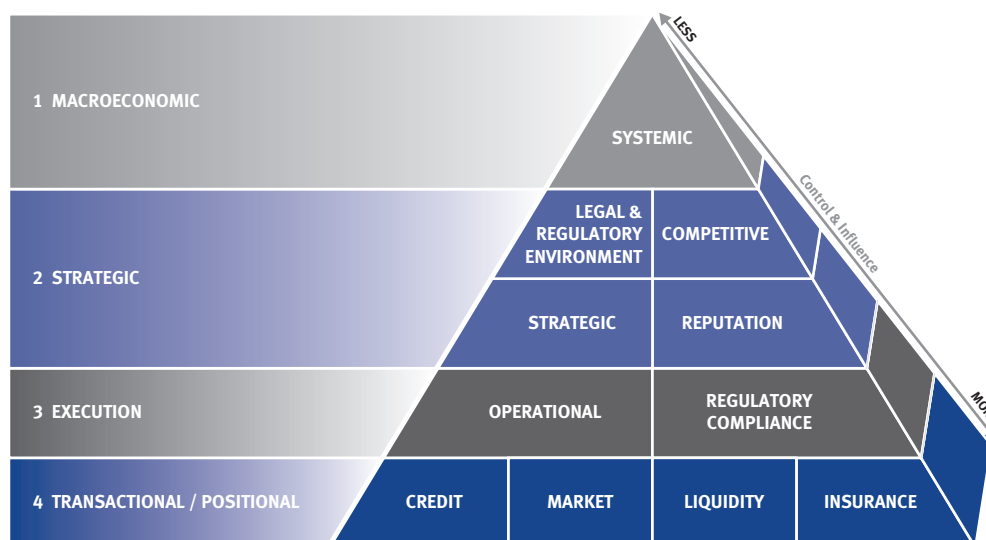 LESS
1 MACROECONOMIC
SYSTEMIC
Control & Influence
LEGAL &
REGULATORY
ENVIRONMENT
COMPETITIVE
2 STRATEGIC
STRATEGIC
REPUTATION
3 EXECUTION
OPERATIONAL
REGULATORY
COMPLIANCE
4 TRANSACTIONAL / POSITIONAL
CREDIT
MARKET
LIQUIDITY
INSURANCE